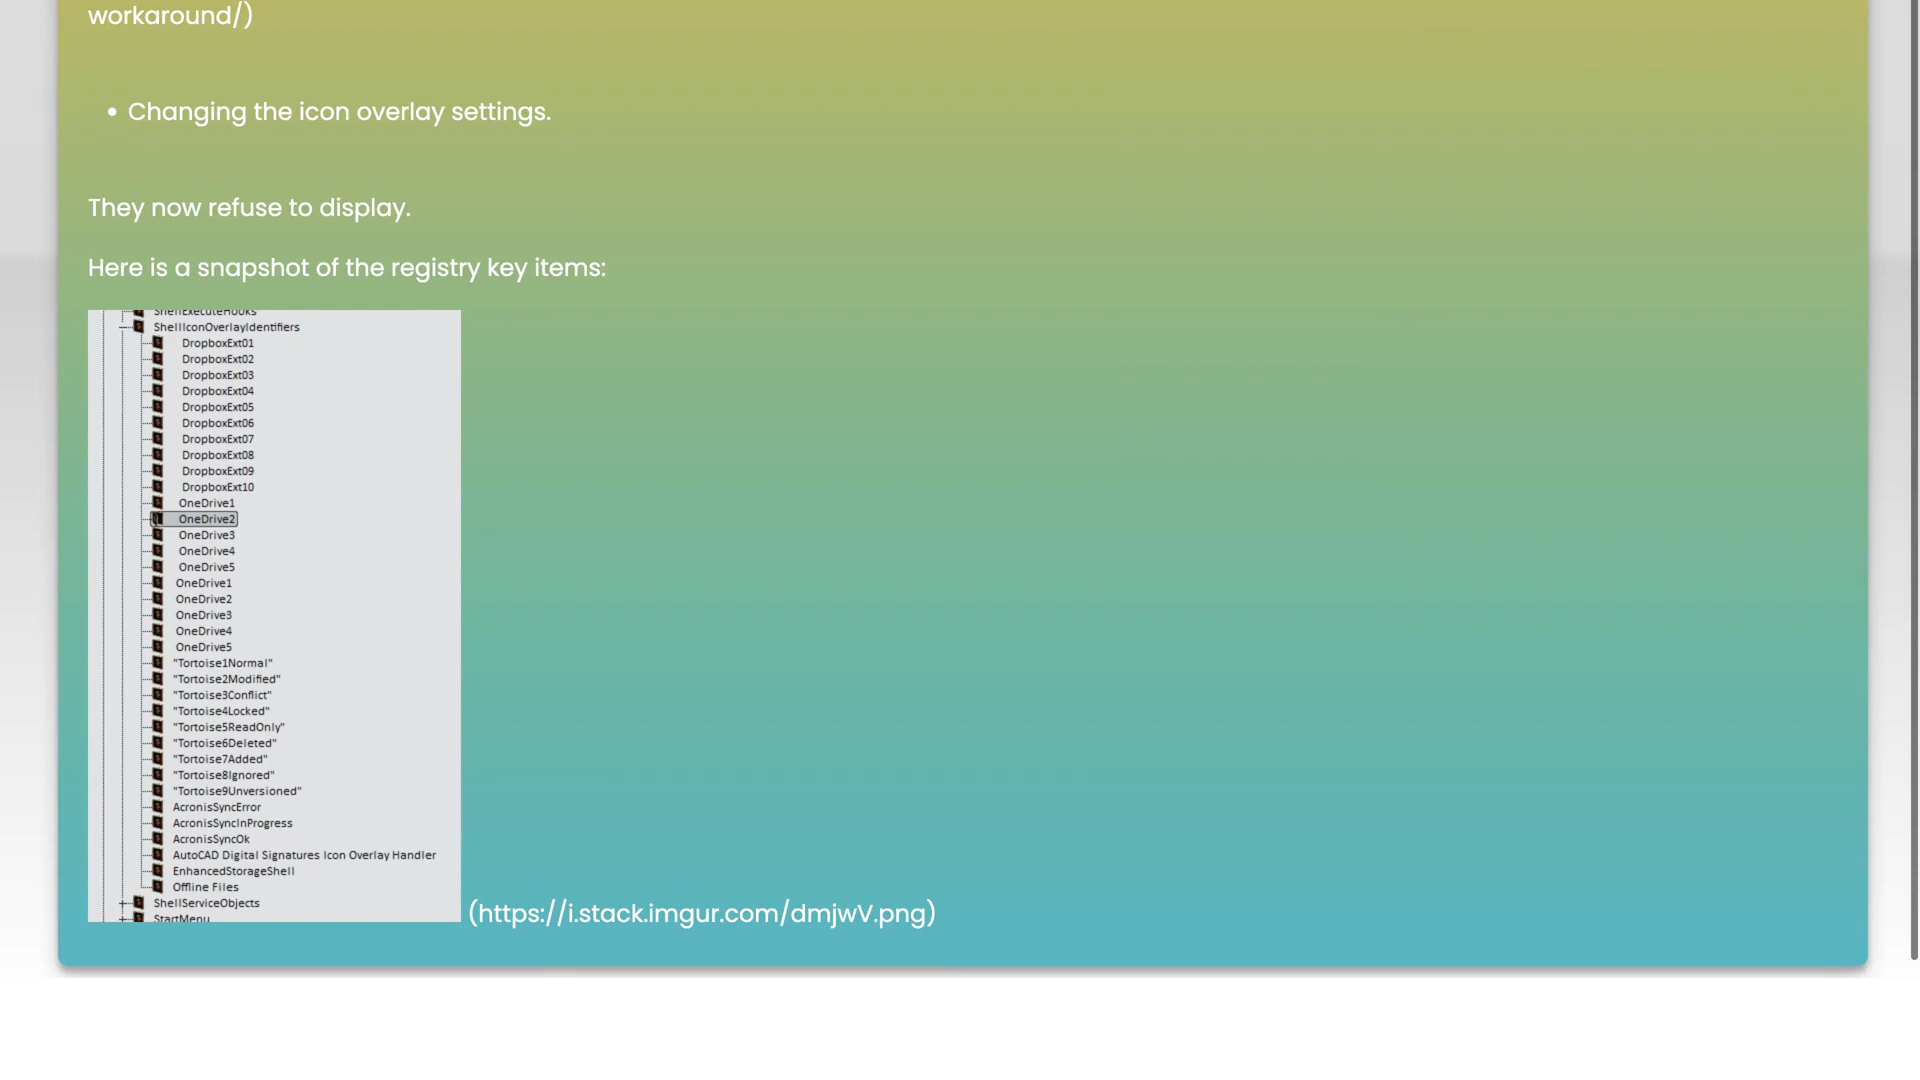 workaround/)
• Changing the icon overlay settings.
They now refuse to display.
Here is a snapshot of the registry key items:
ShellExecuteHooks
ShellIconOverlayIdentifiers
DropboxExt01
DropboxExt02
DropboxExt03
DropboxExt04
DropboxExt05
DropboxExt06
DropboxExt07
DropboxExt08
DropboxExt09
DropboxExt10
OneDrive1
OneDrive2
OneDrive3
OneDrive4
OneDrive5
OneDrive1
OneDrive2
OneDrive3
OneDrive4
OneDrive5
"Tortoise1Normal"
"Tortoise2Modified"
"Tortoise3Conflict"
"Tortoise4Locked"
"Tortoise5ReadOnly"
"Tortoise6Deleted"
"Tortoise7Added"
"Tortoise8Ignored"
"Tortoise9Unversioned"
AcronisSyncError
AcronisSyncInProgress
AcronisSyncOk
AutoCAD Digital Signatures Icon Overlay Handler
EnhancedStorageShell
Offline Files
ShellServiceObjects
StartMenu
(https://i.stack.imgur.com/dmjwV.png)